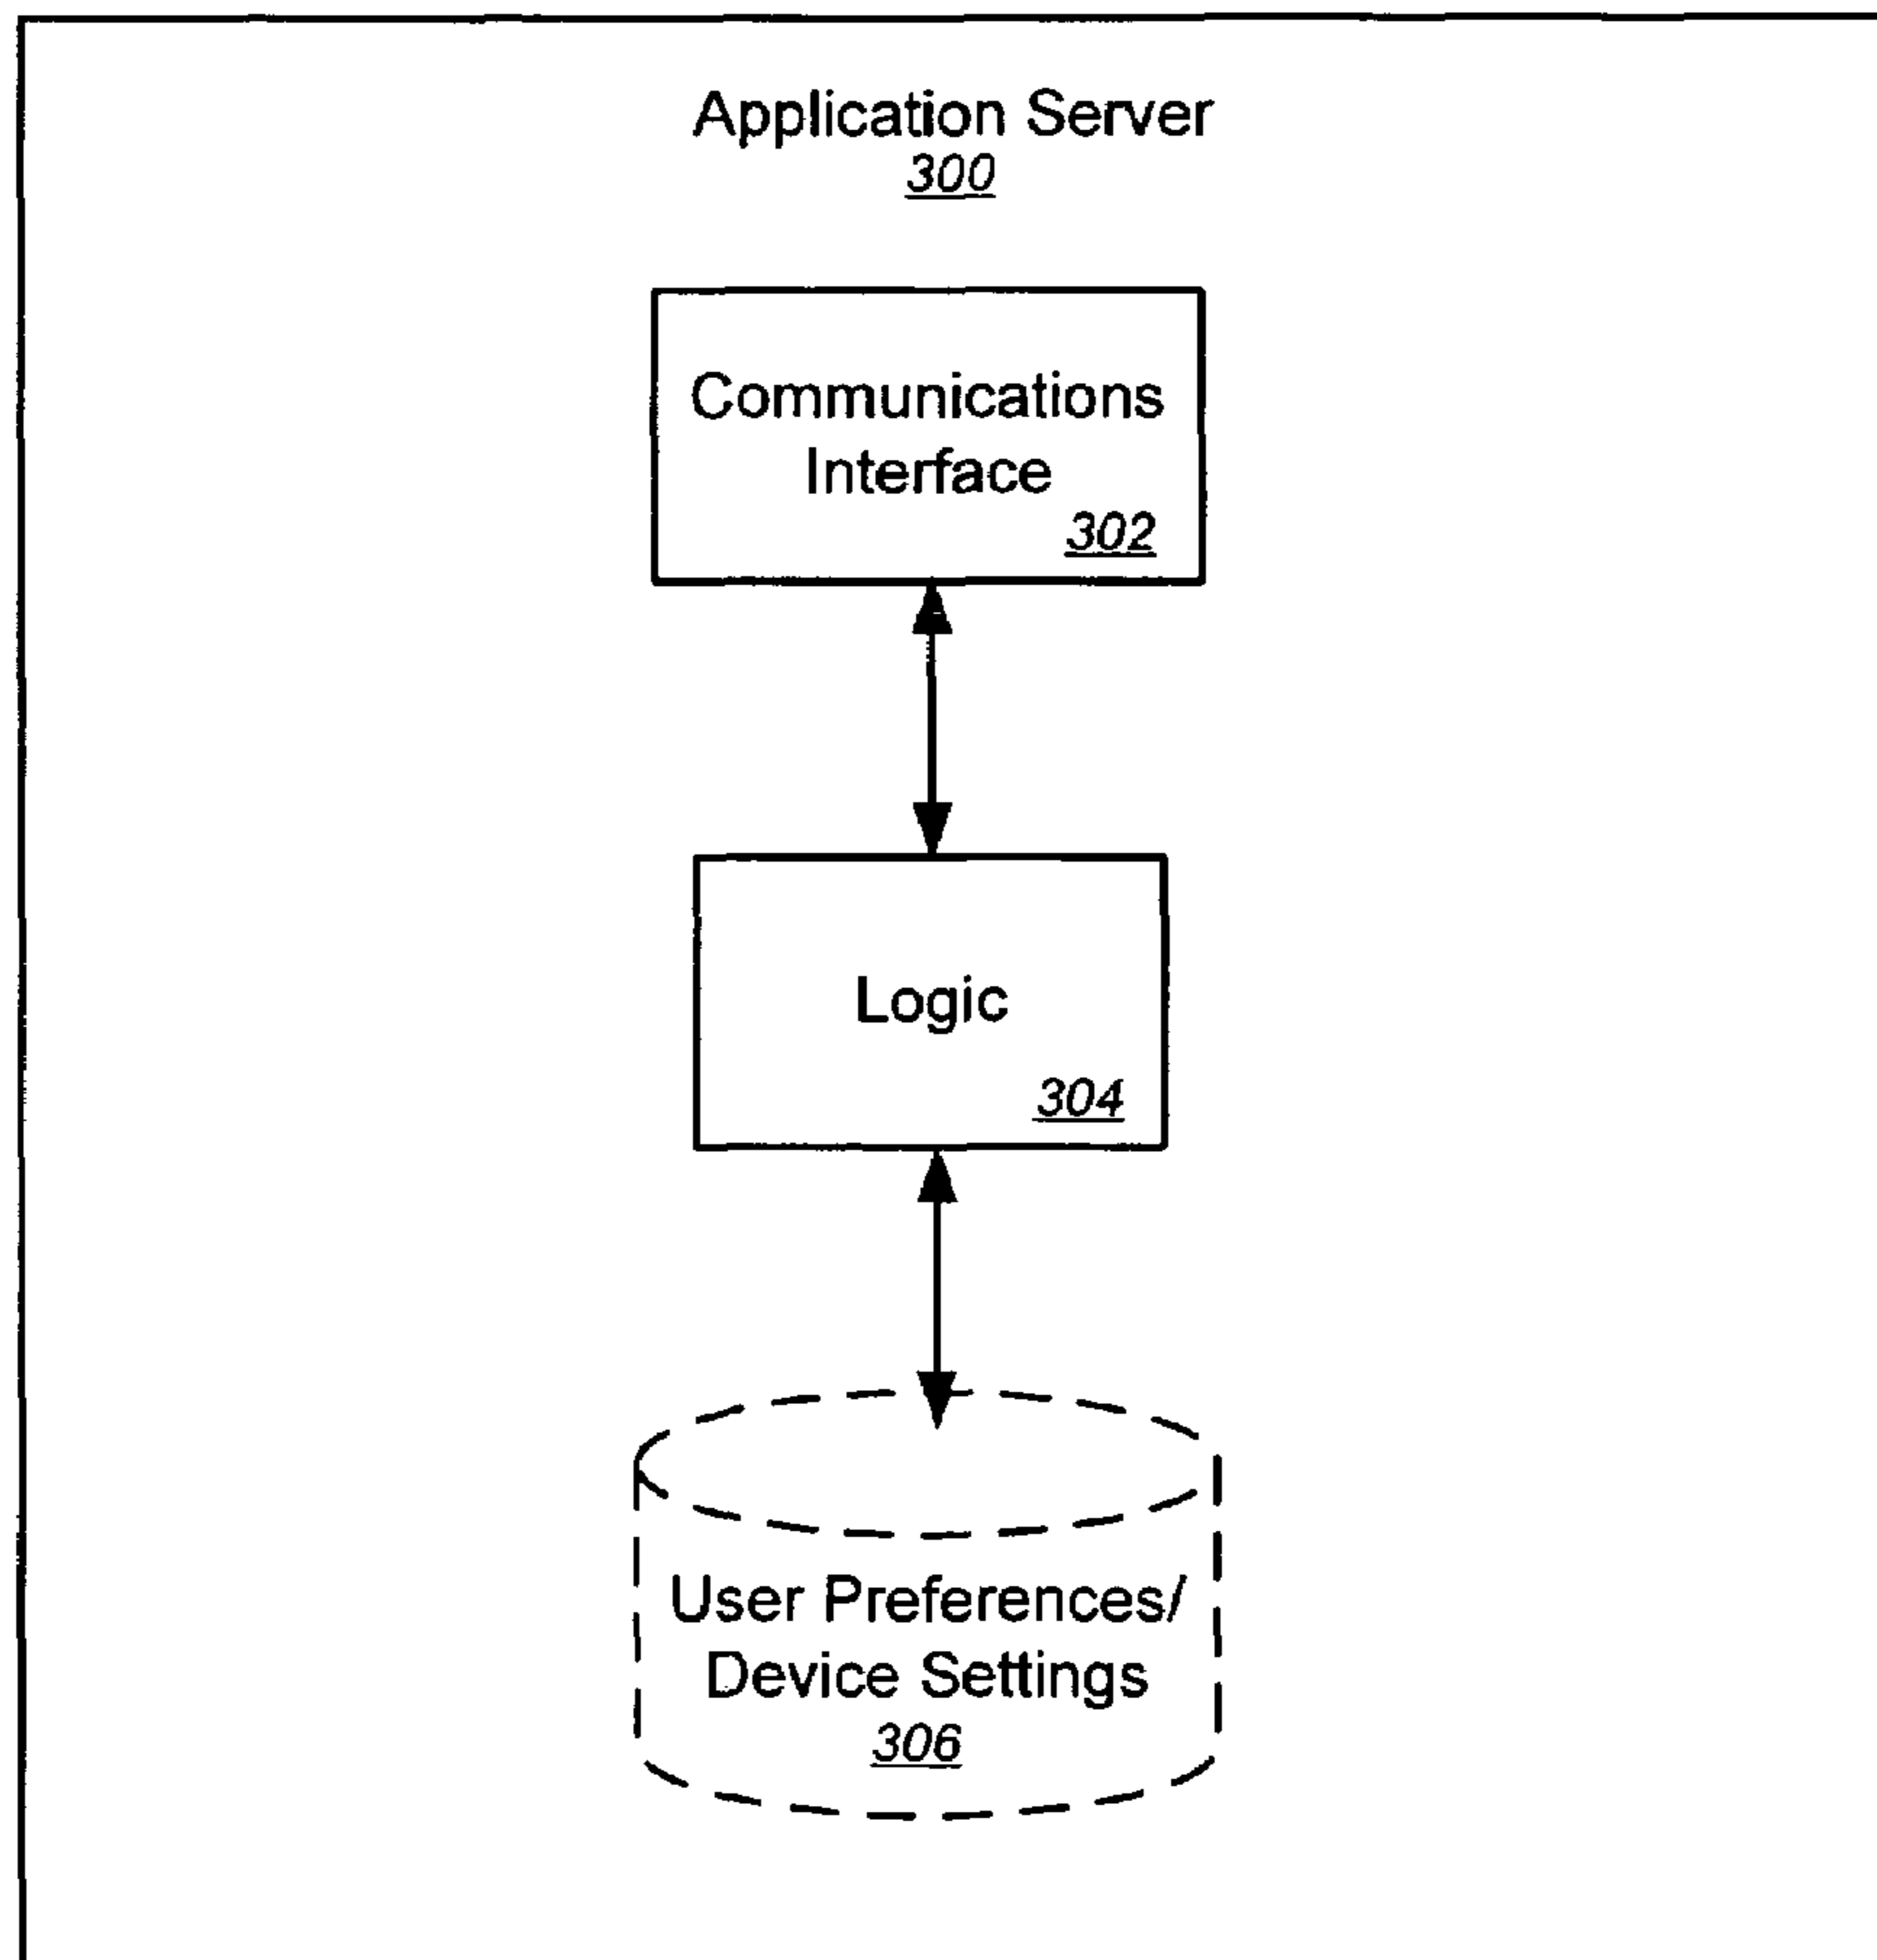 Application Server
300
Communications
Interface
302
Logic
304
User Preferences/
Device Settings
306